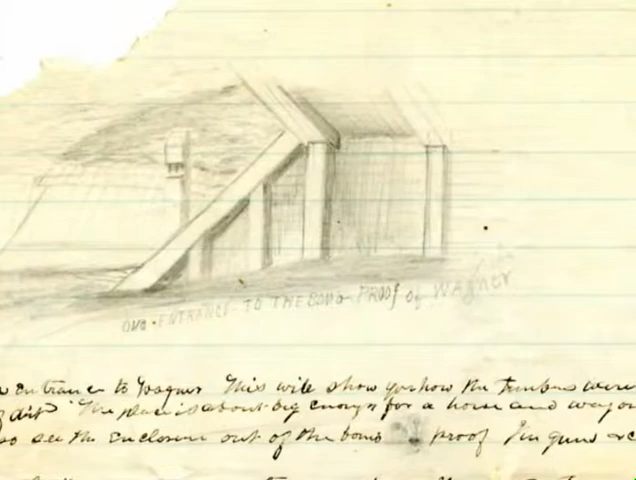 ENTRANCE TO THE BOMB PROOF of WAGNER
entrance to Wagner This will show you how the timbers were
dirt The place is about big enough for a horse and wagon
so see the enclosure out of the bomb proof The guns &c